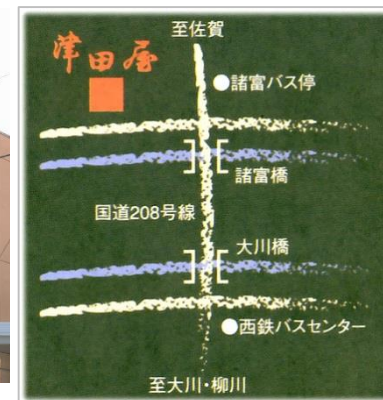 至佐賀
津田屋
●諸富バス停
諸富橋
国道208号線
大川橋
●西鉄バスセンター
至大川・柳川